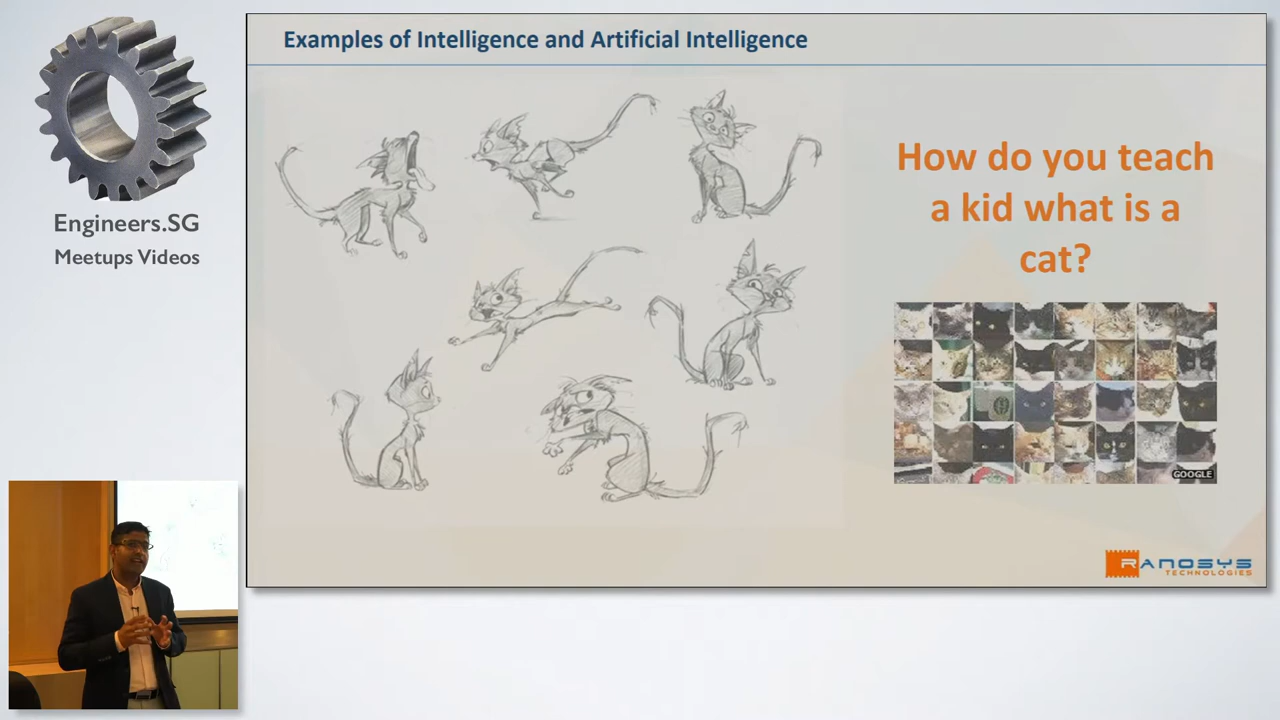 Examples of Intelligence and Artificial Intelligence
Engineers.SG
Meetups Videos
How do you teach
a kid what is a
cat?
GOOGLE
RANOSYS
TECHNOLOGIES